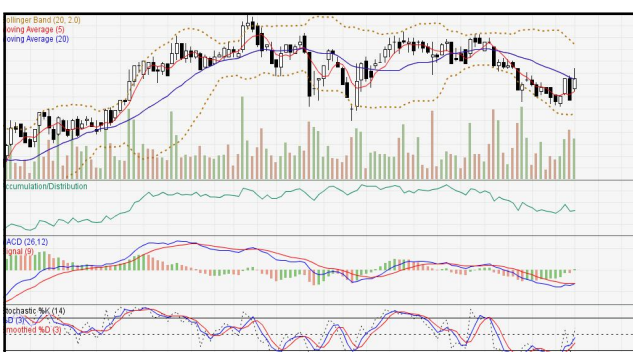 ollinger Band (20, 2.0)
oving Average (5)
oving Average (20)
ccumulation/Distribution
ACD (26,12)
ignal (9)
tochastic %K (14)
D (3)
moothed %D (3)